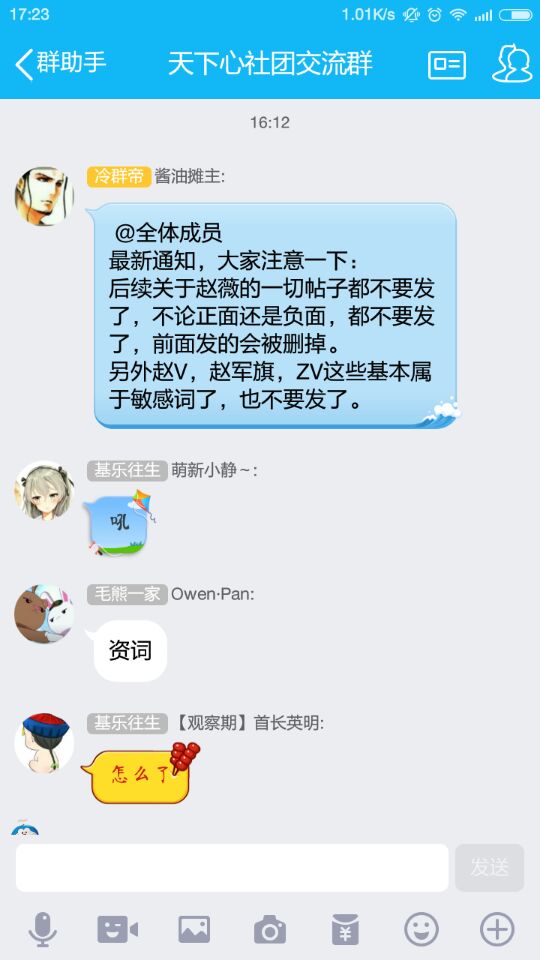 17:23
1.01K/s
群助手
天下心社团交流群
16:12
冷群帝 酱油摊主:
@全体成员
最新通知，大家注意一下：
后续关于赵薇的一切帖子都不要发
了，不论正面还是负面，都不要发
了，前面发的会被删掉。
另外赵V，赵军旗，ZV这些基本属
于敏感词了，也不要发了。
基乐往生 萌新小静～:
吼
毛熊一家 Owen·Pan:
资词
基乐往生 【观察期】首长英明:
怎么了
发送
¥